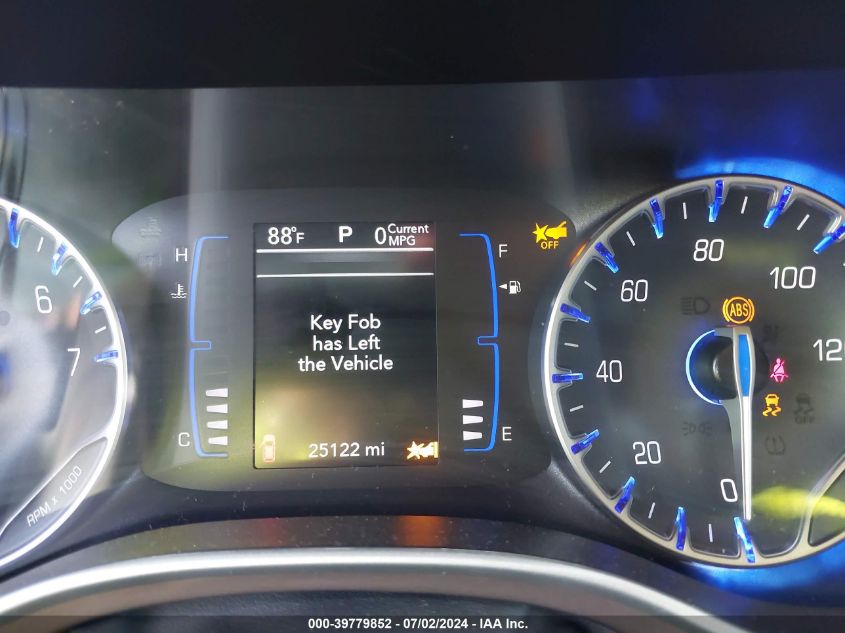 88°F P 0 Current MPG
Key Fob
has Left
the Vehicle
25122 mi
H
C
F
E
OFF
6
7
RPM x 1000
0
20
40
60
80
100
120
ABS
OFF
000-39779852 - 07/02/2024 - IAA Inc.